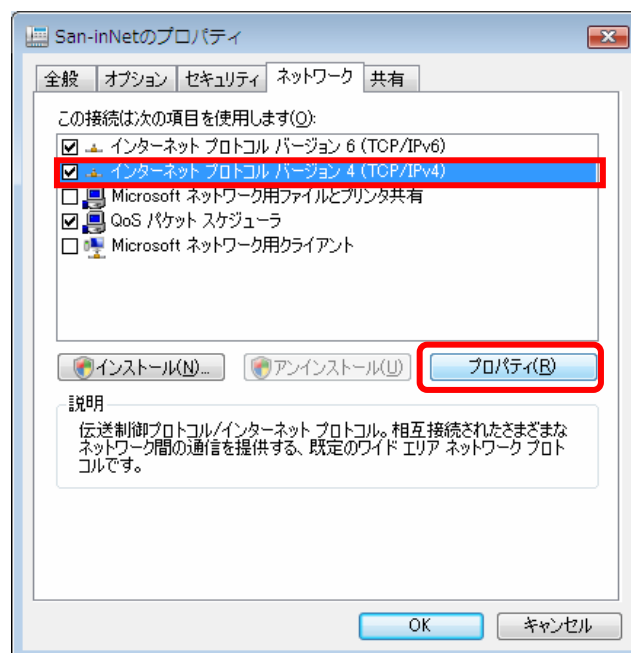 San-inNetのプロパティ
全般 オプション セキュリティ ネットワーク 共有
この接続は次の項目を使用します(O):
インターネット プロトコル バージョン 6 (TCP/IPv6)
インターネット プロトコル バージョン 4 (TCP/IPv4)
Microsoft ネットワーク用ファイルとプリンタ共有
QoS パケット スケジューラ
Microsoft ネットワーク用クライアント
インストール(N)... アンインストール(U) プロパティ(R)
説明
伝送制御プロトコル/インターネット プロトコル。相互接続されたさまざまな
ネットワーク間の通信を提供する、既定のワイド エリア ネットワーク プロト
コルです。
OK キャンセル